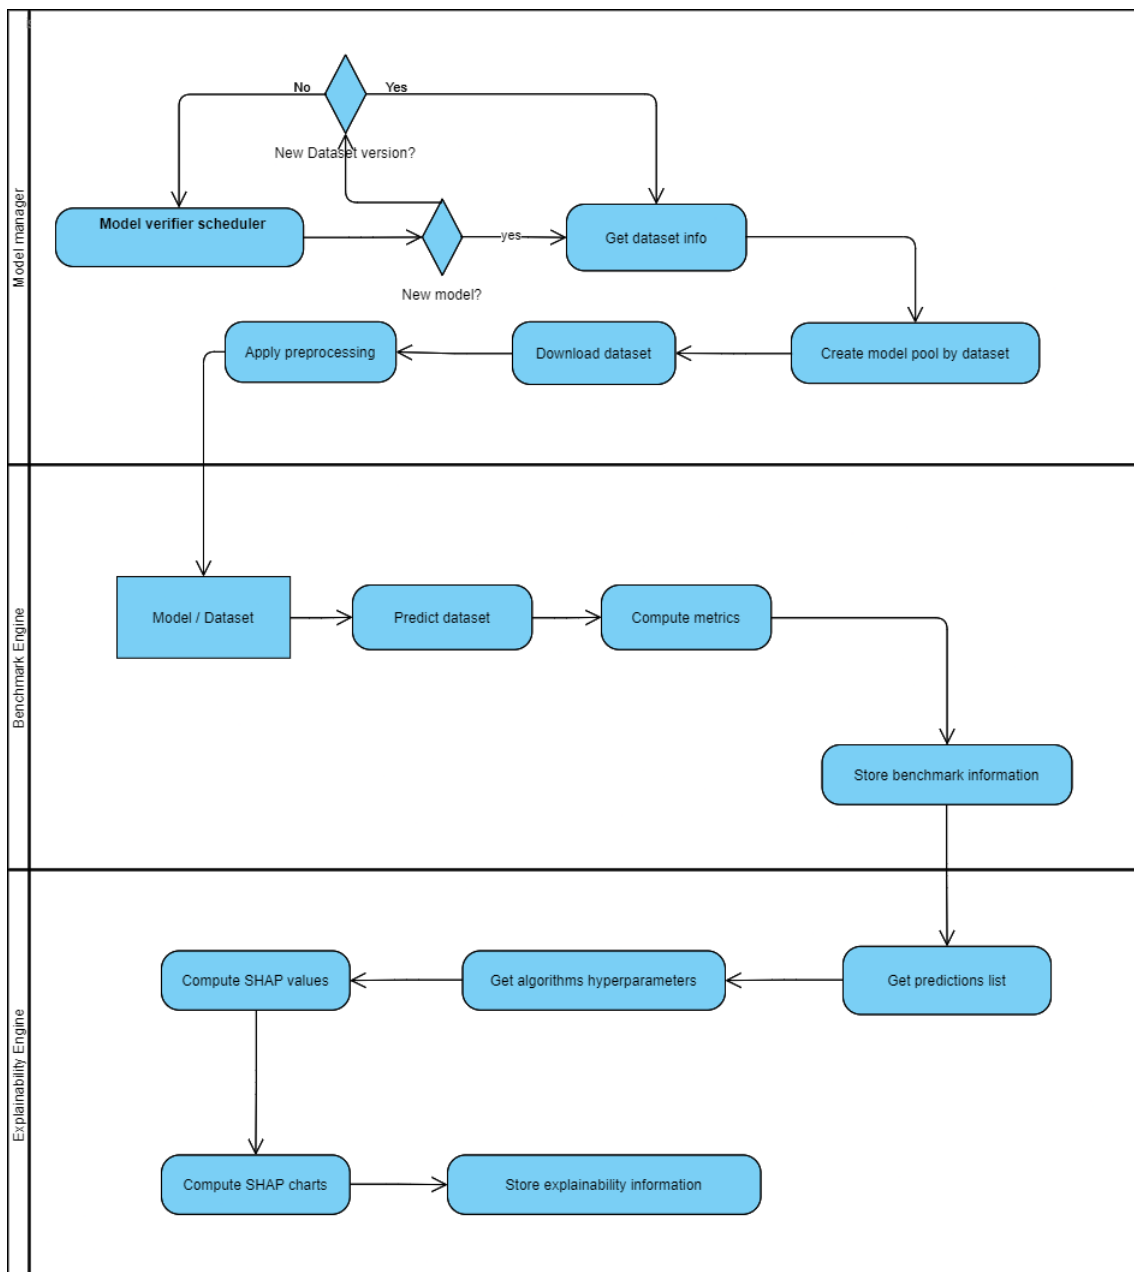 Model manager
No
Yes
New Dataset version?
Model verifier scheduler
yes
Get dataset info
New model?
Apply preprocessing
Download dataset
Create model pool by dataset
Benchmark Engine
Model / Dataset
Predict dataset
Compute metrics
Store benchmark information
Explainability Engine
Compute SHAP values
Get algorithms hyperparameters
Get predictions list
Compute SHAP charts
Store explainability information